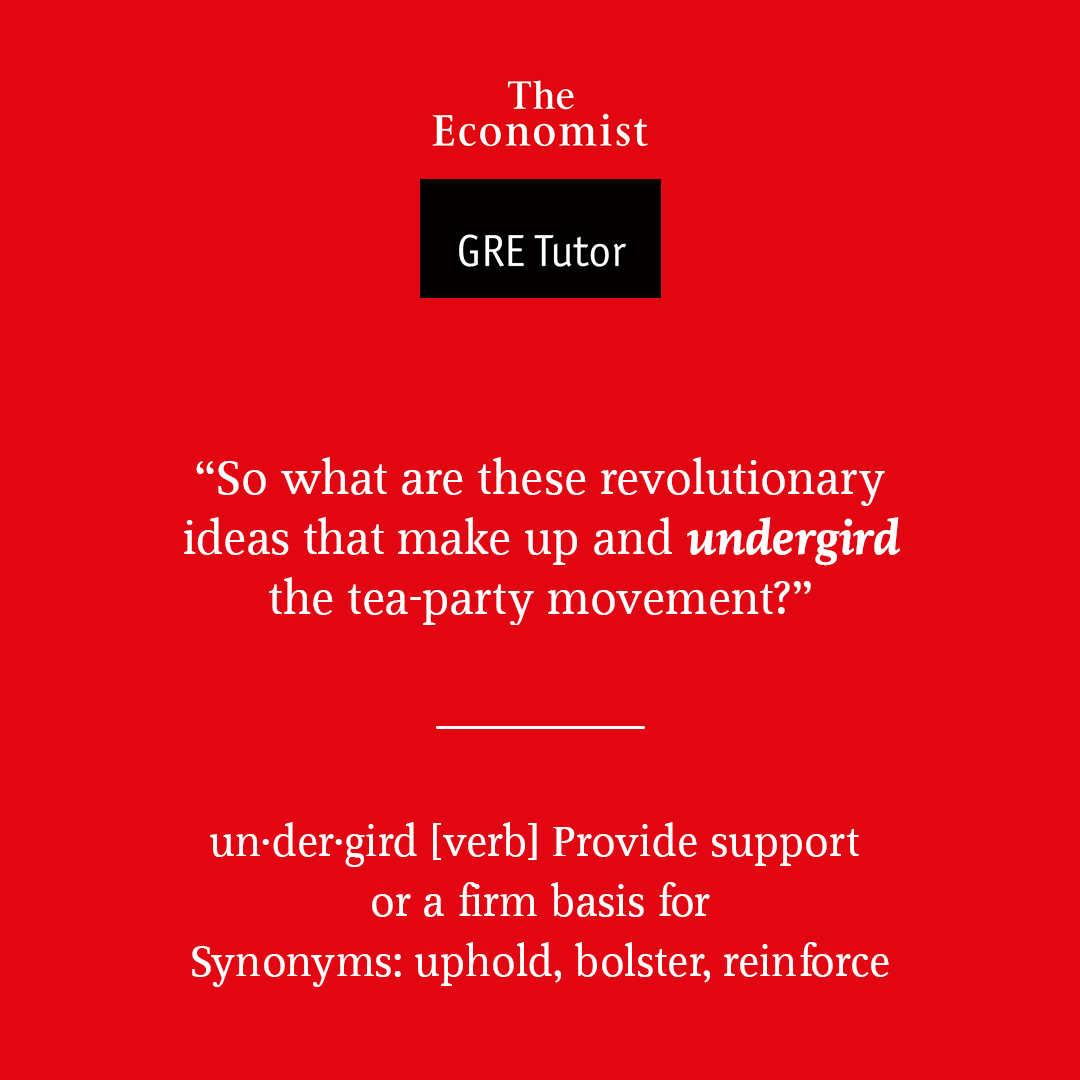 The
Economist
GRE Tutor
“So what are these revolutionary
ideas that make up and undergird
the tea-party movement?”
un·der·gird [verb] Provide support
or a firm basis for
Synonyms: uphold, bolster, reinforce